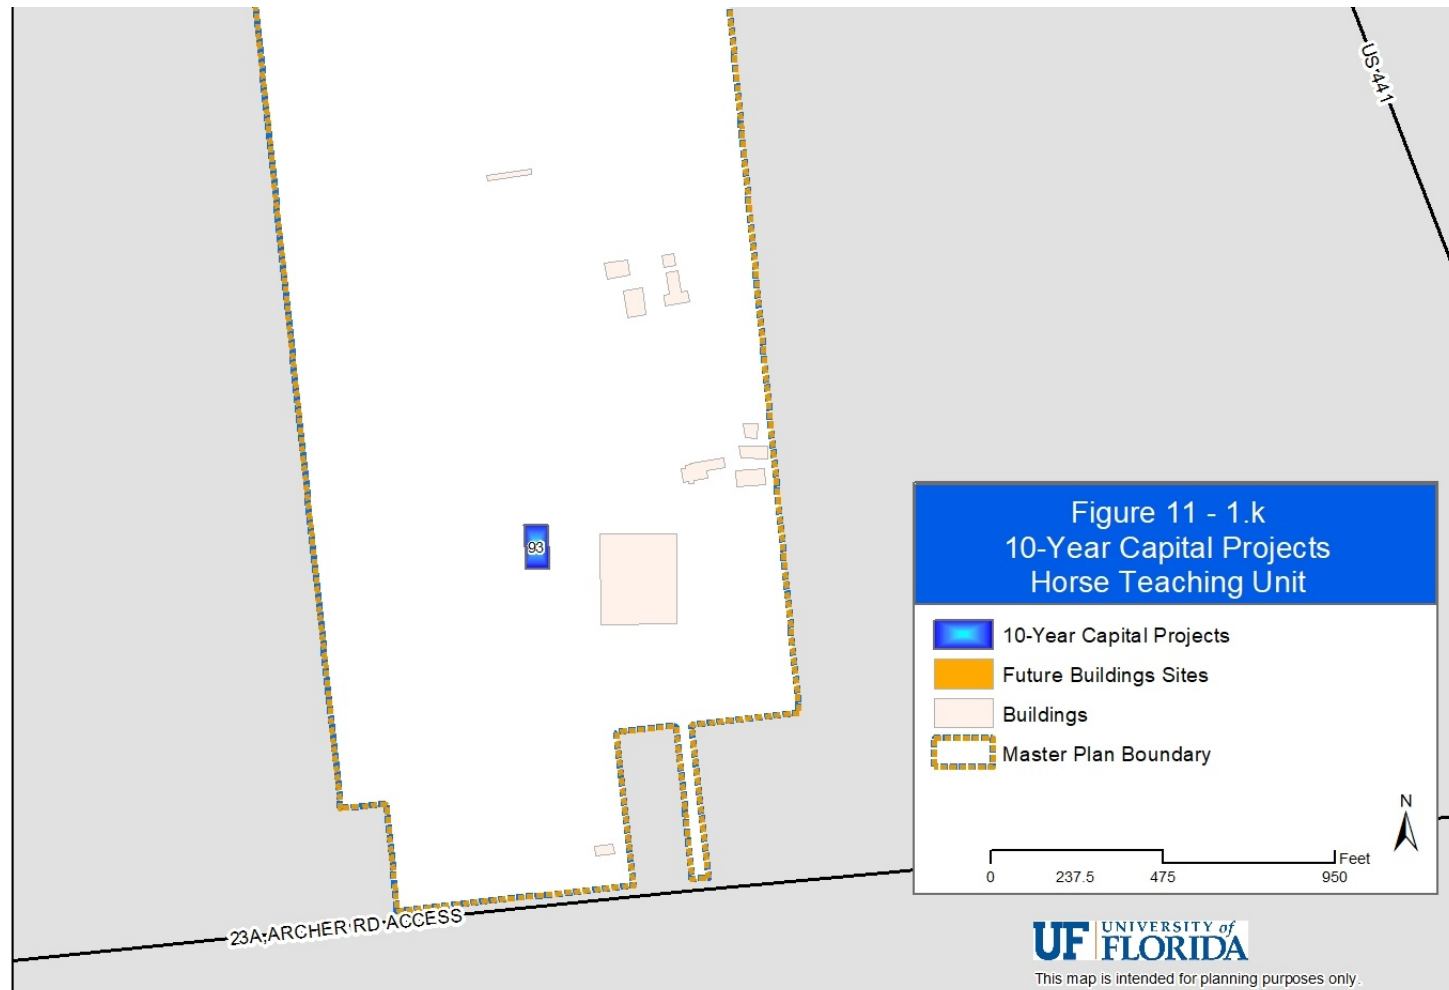 US 441
93
Figure 11 - 1.k
10-Year Capital Projects
Horse Teaching Unit
10-Year Capital Projects
Future Buildings Sites
Buildings
Master Plan Boundary
N
Feet
0 237.5 475 950
23A, ARCHER RD ACCESS
UF UNIVERSITY of
FLORIDA
This map is intended for planning purposes only.